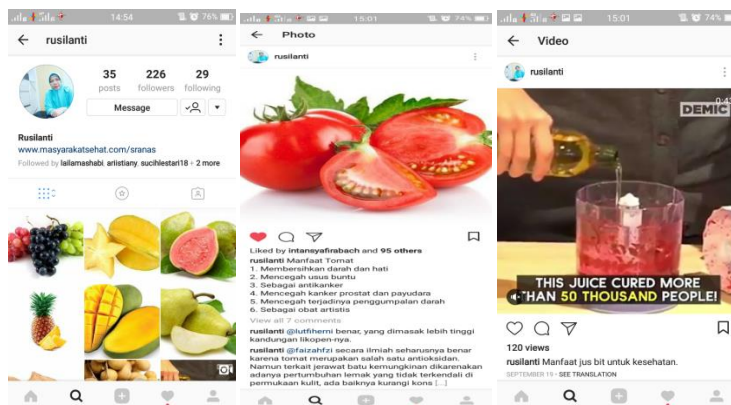 14:54
76%
rusilanti
35
226
29
posts
followers
following
Message
Rusilanti
www.masyarakatsehat.com/sranas
Followed by lailamashabi, ariistiany, sucihlestari18 + 2 more
15:01
74%
Photo
rusilanti
Liked by intansyafirabach and 95 others
rusilanti Manfaat Tomat
1. Membersihkan darah dan hati
2. Mencegah usus buntu
3. Sebagai antikanker
4. Mencegah kanker prostat dan payudara
5. Mencegah terjadinya penggumpalan darah
6. Sebagai obat artistis
View all 7 comments
rusilanti @lutfiherni benar, yang dimasak lebih tinggi
kandungan likopen-nya.
rusilanti @faizahfzi secara ilmiah seharusnya benar
karena tomat merupakan salah satu antioksidan.
Namun terkait jerawat batu kemungkinan dikarenakan
adanya pertumbuhan lemak yang tidak terkendali di
permukaan kulit, ada baiknya kurangi kons [...]
15:01
74%
Video
rusilanti
DEMIC
THIS JUICE CURED MORE
THAN 50 THOUSAND PEOPLE!
120 views
rusilanti Manfaat jus bit untuk kesehatan.
SEPTEMBER 19 • SEE TRANSLATION